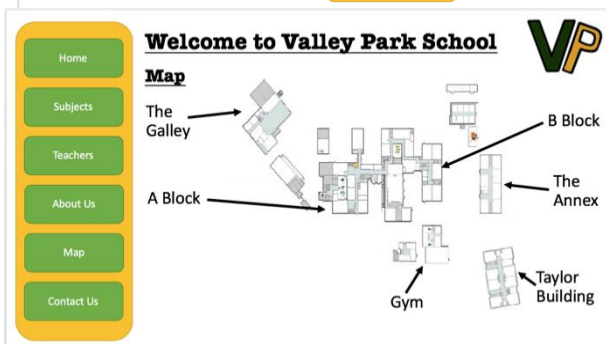 Welcome to Valley Park School
VP
Home
Subjects
Teachers
About Us
Map
Contact Us
Map
The
Galley
A Block
B Block
The
Annex
Gym
Taylor
Building